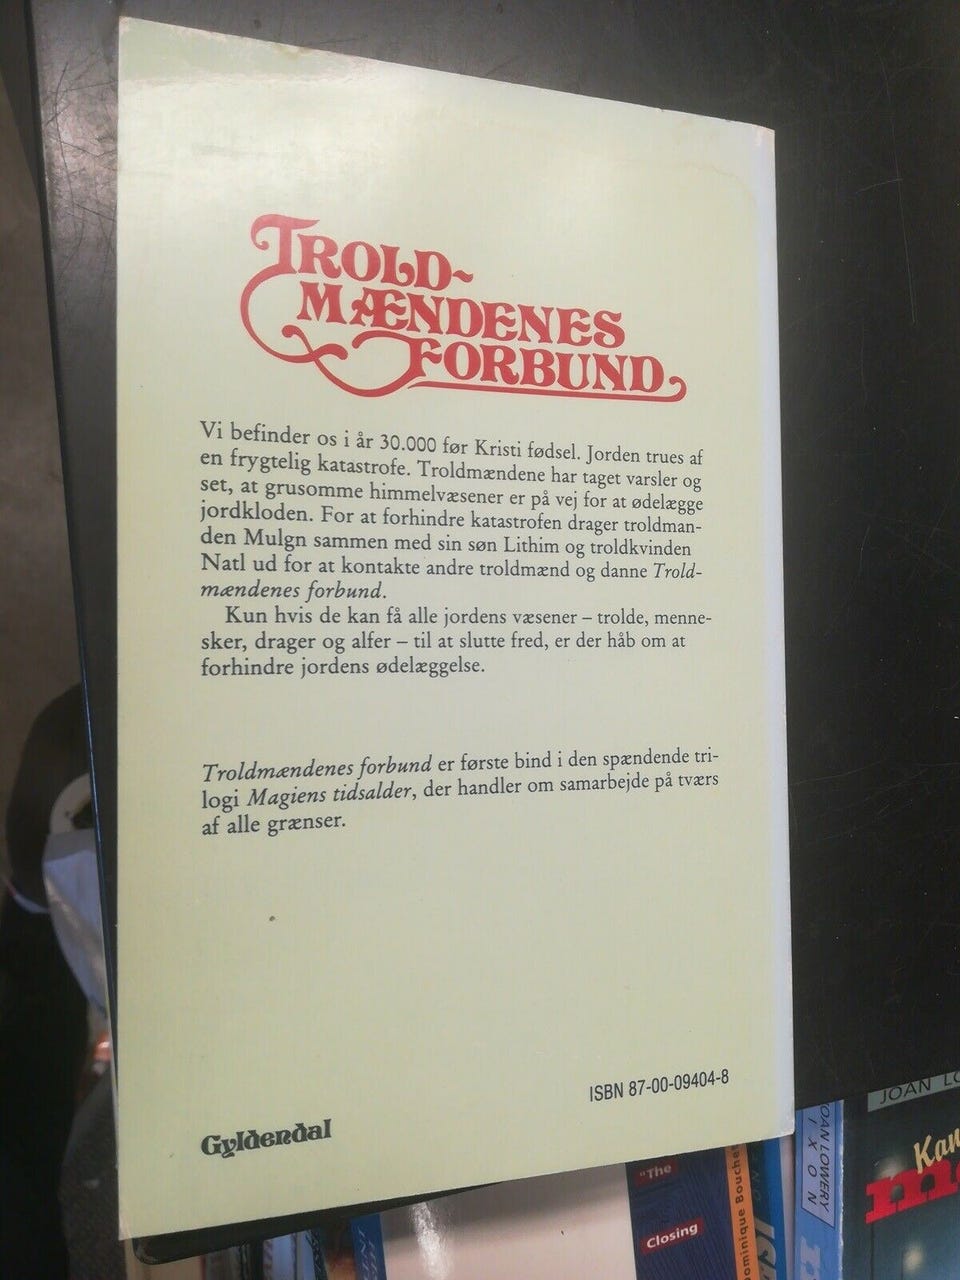 TROLD-
MÆNDENES
FORBUND
Vi befinder os i år 30.000 før Kristi fødsel. Jorden trues af
en frygtelig katastrofe. Troldmændene har taget varsler og
set, at grusomme himmelvæsener er på vej for at ødelægge
jordkloden. For at forhindre katastrofen drager troldman-
den Mulgn sammen med sin søn Lithim og troldkvinden
Natl ud for at kontakte andre troldmænd og danne Trold-
mændenes forbund.
Kun hvis de kan få alle jordens væsener – trolde, menne-
sker, drager og alfer – til at slutte fred, er der håb om at
forhindre jordens ødelæggelse.
Troldmændenes forbund er første bind i den spændende tri-
logi Magiens tidsalder, der handler om samarbejde på tværs
af alle grænser.
ISBN 87-00-09404-8
Gyldendal
"The
Closing
Dominique Bouchet
JOAN LOWERY
IXON
JOAN
Kan